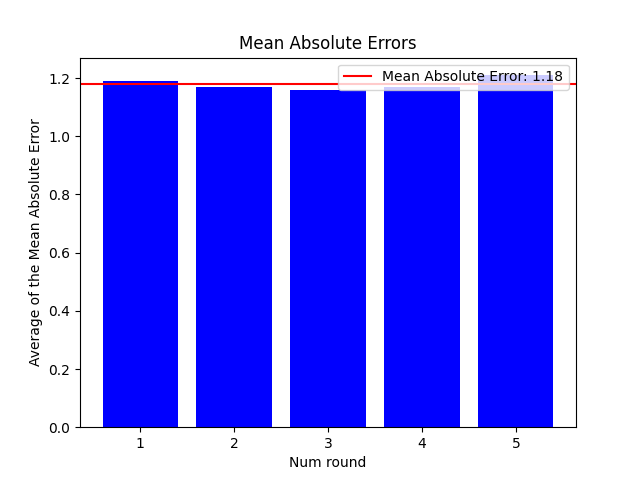 Mean Absolute Errors
Mean Absolute Error: 1.18
Average of the Mean Absolute Error
1.2
1.0
0.8
0.6
0.4
0.2
0.0
1 2 3 4 5
Num round